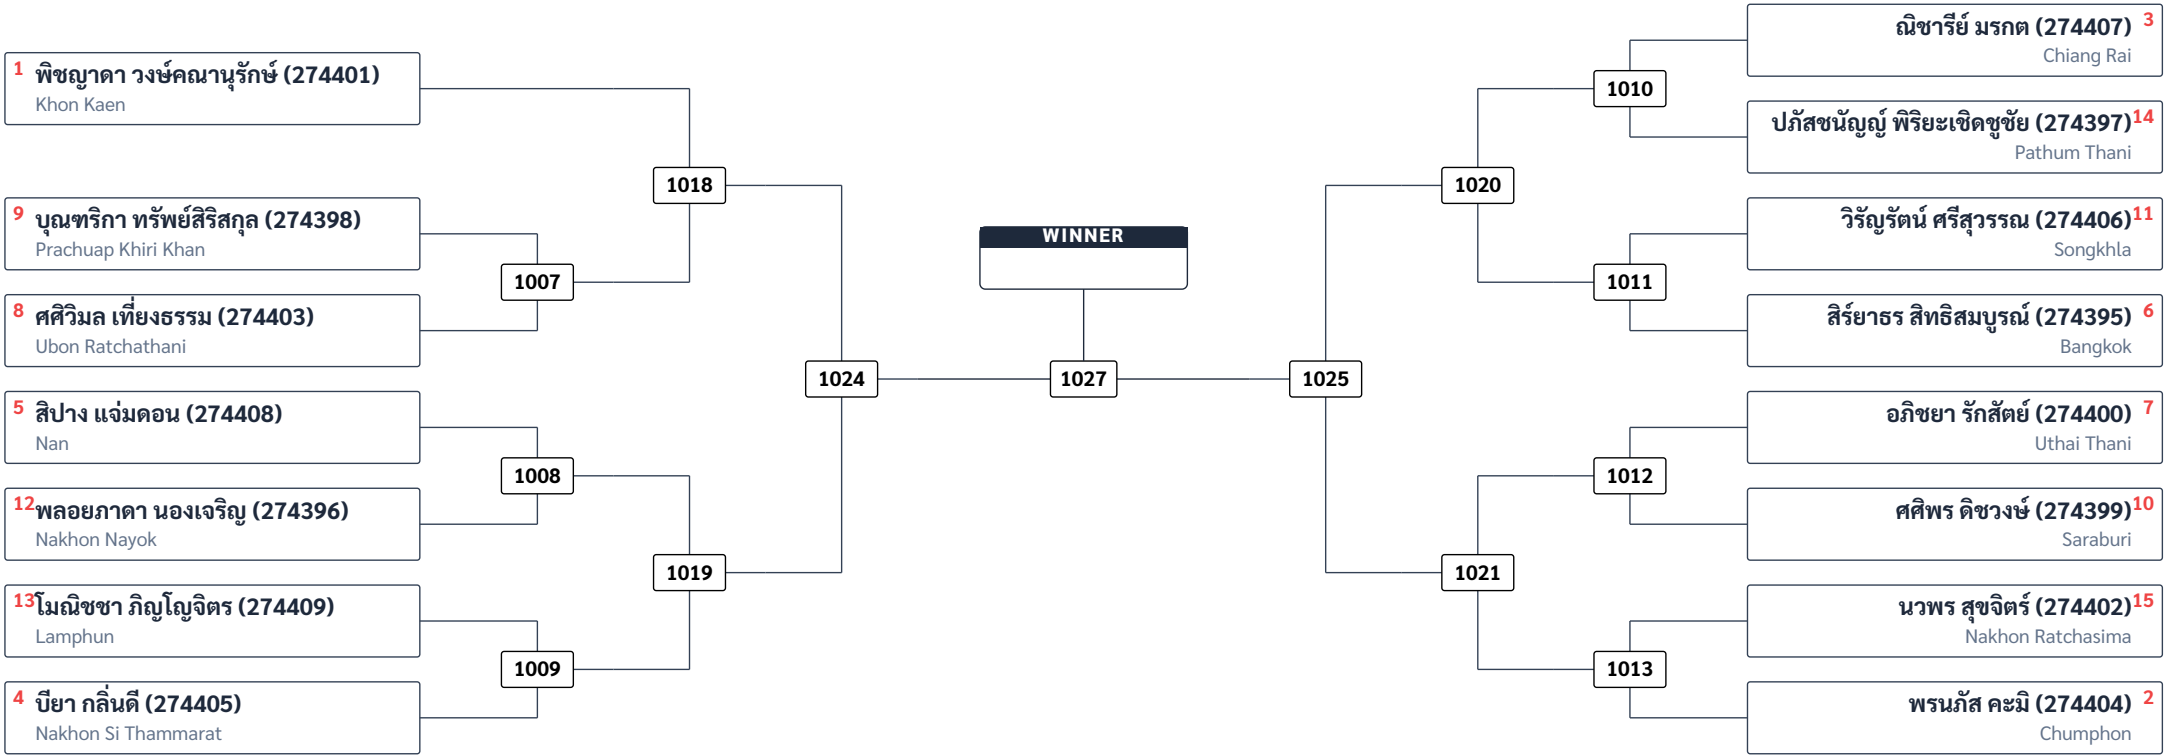 1 พิชญาดา วงษ์คณานุรักษ์ (274401)
Khon Kaen
9 บุณฑริกา ทรัพย์สิริสกุล (274398)
Prachuap Khiri Khan
8 ศศิวิมล เที่ยงธรรม (274403)
Ubon Ratchathani
5 สิปาง แจ่มดอน (274408)
Nan
12 พลอยภาดา นองเจริญ (274396)
Nakhon Nayok
13 โมณิชชา ภิญโญจิตร (274409)
Lamphun
4 บียา กลิ่นดี (274405)
Nakhon Si Thammarat
1007
1008
1009
1018
1019
1024
WINNER
1027
1025
1020
1021
1010
1011
1012
1013
ณิชารีย์ มรกต (274407) 3
Chiang Rai
ปภัสชนัญญ์ พิริยะเชิดชูชัย (274397) 14
Pathum Thani
วิรัญรัตน์ ศรีสุวรรณ (274406) 11
Songkhla
สิร์ยาธร สิทธิสมบูรณ์ (274395) 6
Bangkok
อภิชยา รักสัตย์ (274400) 7
Uthai Thani
ศศิพร ดิชวงษ์ (274399) 10
Saraburi
นวพร สุขจิตร์ (274402) 15
Nakhon Ratchasima
พรนภัส คะมิ (274404) 2
Chumphon